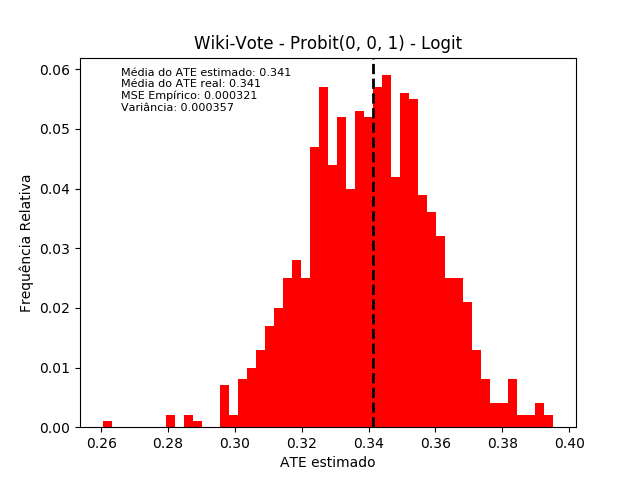 Wiki-Vote - Probit(0, 0, 1) - Logit
Média do ATE estimado: 0.341
Média do ATE real: 0.341
MSE Empírico: 0.000321
Variância: 0.000357
0.06
0.05
0.04
0.03
0.02
0.01
0.00
Frequência Relativa
0.26 0.28 0.30 0.32 0.34 0.36 0.38 0.40
ATE estimado